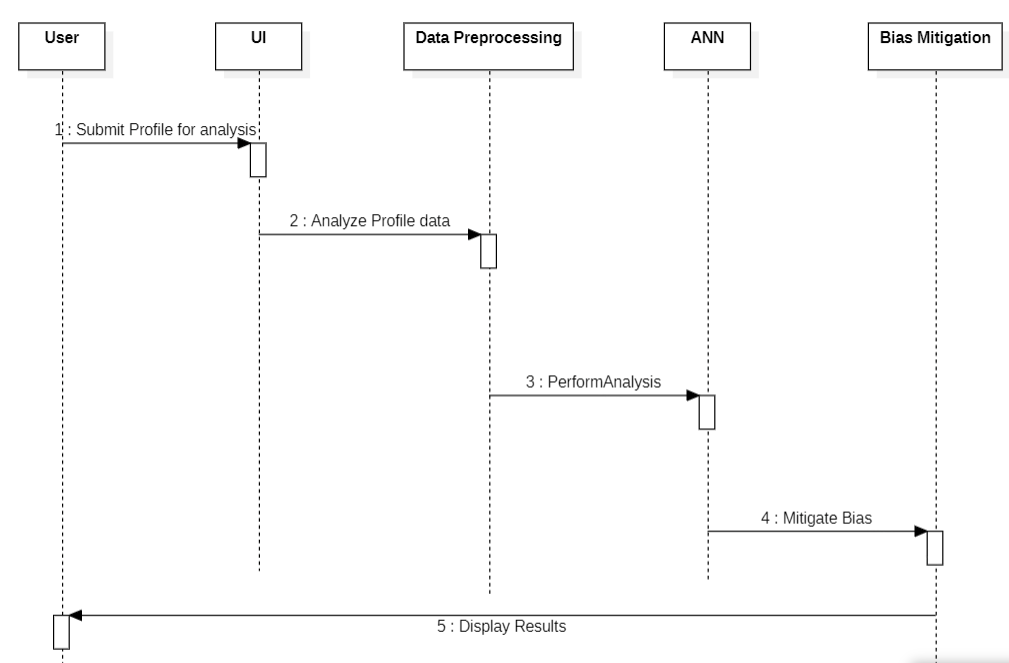 User
UI
Data Preprocessing
ANN
Bias Mitigation
1 : Submit Profile for analysis
2 : Analyze Profile data
3 : PerformAnalysis
4 : Mitigate Bias
5 : Display Results